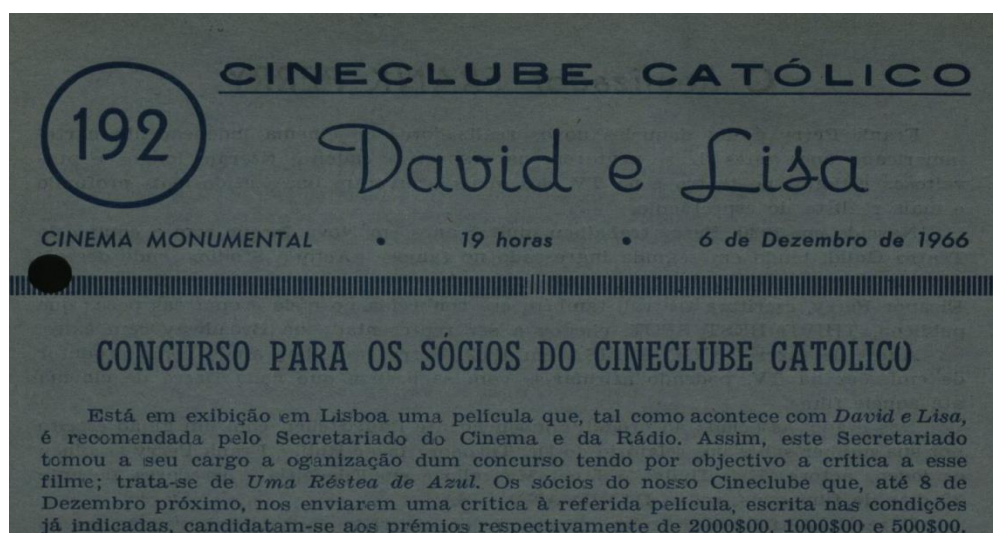 CINECLUBE CATÓLICO
192
David e Lisa
CINEMA MONUMENTAL • 19 horas • 6 de Dezembro de 1966
CONCURSO PARA OS SÓCIOS DO CINECLUBE CATOLICO
Está em exibição em Lisboa uma película que, tal como acontece com David e Lisa,
é recomendada pelo Secretariado do Cinema e da Rádio. Assim, este Secretariado
tomou a seu cargo a oganização dum concurso tendo por objectivo a crítica a esse
filme; trata-se de Uma Réstea de Azul. Os sócios do nosso Cineclube que, até 8 de
Dezembro próximo, nos enviarem uma crítica à referida película, escrita nas condições
já indicadas, candidatam-se aos prémios respectivamente de 2000$00, 1000$00 e 500$00,